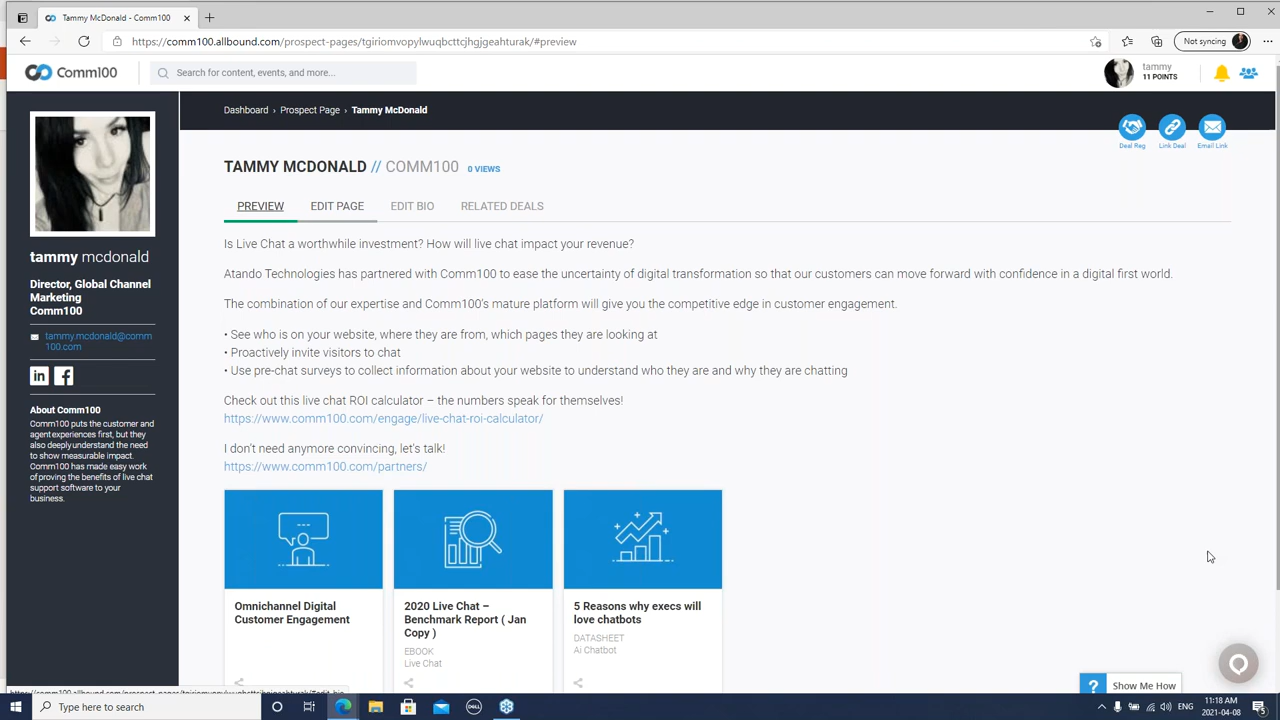 Tammy McDonald - Comm100
https://comm100.allbound.com/prospect-pages/tgiriomvopylwuqbcttcjhgjgeahturak/#preview
Not syncing
Comm100
Search for content, events, and more...
tammy
11 POINTS
Dashboard › Prospect Page › Tammy McDonald
Deal Reg
Link Deal
Email Link
TAMMY MCDONALD // COMM100 0 VIEWS
PREVIEW
EDIT PAGE
EDIT BIO
RELATED DEALS
tammy mcdonald
Director, Global Channel
Marketing
Comm100
tammy.mcdonald@comm
100.com
in f
About Comm100
Comm100 puts the customer and
agent experiences first, but they
also deeply understand the need
to show measurable impact.
Comm100 has made easy work
of proving the benefits of live chat
support software to your
business.
Is Live Chat a worthwhile investment? How will live chat impact your revenue?
Atando Technologies has partnered with Comm100 to ease the uncertainty of digital transformation so that our customers can move forward with confidence in a digital first world.
The combination of our expertise and Comm100's mature platform will give you the competitive edge in customer engagement.
• See who is on your website, where they are from, which pages they are looking at
• Proactively invite visitors to chat
• Use pre-chat surveys to collect information about your website to understand who they are and why they are chatting
Check out this live chat ROI calculator – the numbers speak for themselves!
https://www.comm100.com/engage/live-chat-roi-calculator/
I don't need anymore convincing, let's talk!
https://www.comm100.com/partners/
Omnichannel Digital
Customer Engagement
2020 Live Chat –
Benchmark Report ( Jan
Copy )
EBOOK
Live Chat
5 Reasons why execs will
love chatbots
DATASHEET
Ai Chatbot
? Show Me How
Type here to search
DELL
ENG
11:18 AM
2021-04-08
5